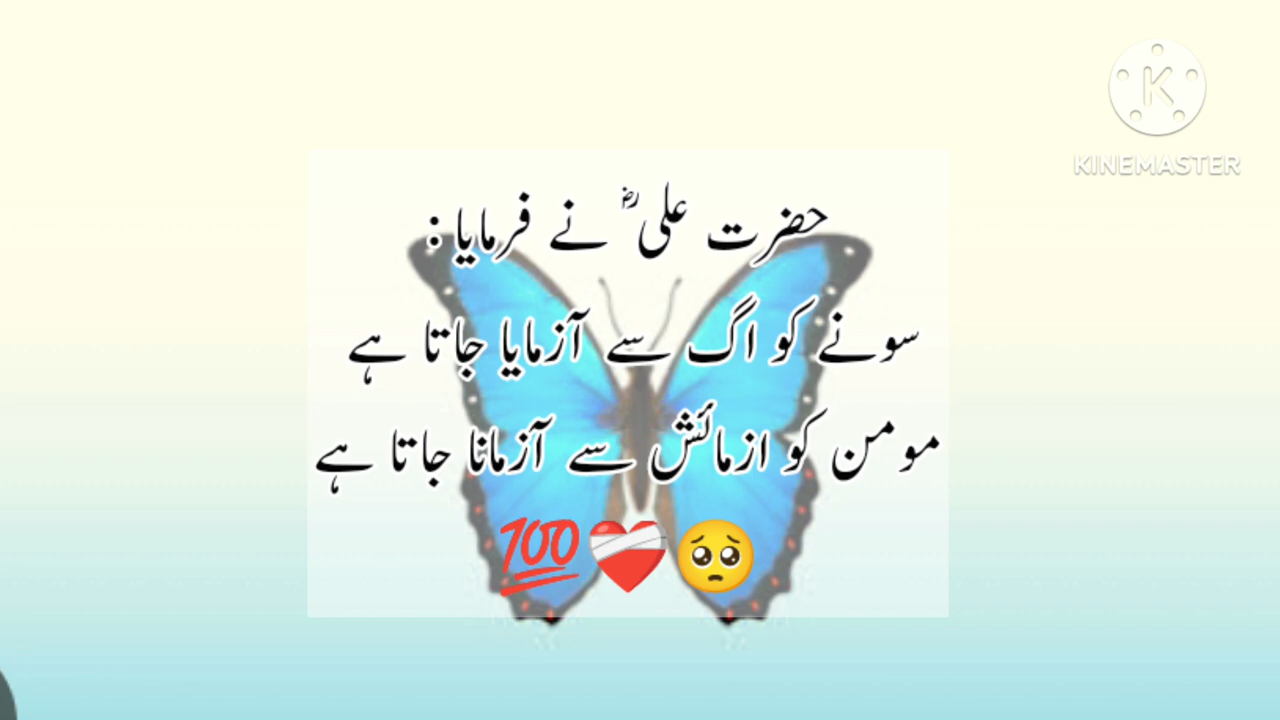 KINEMASTER
حضرت علی ؓ نے فرمایا :
سونے کو اگ سے آزمایا جاتا ہے
مومن کو ازمائش سے آزمانا جاتا ہے
💯❤️‍🩹🥺